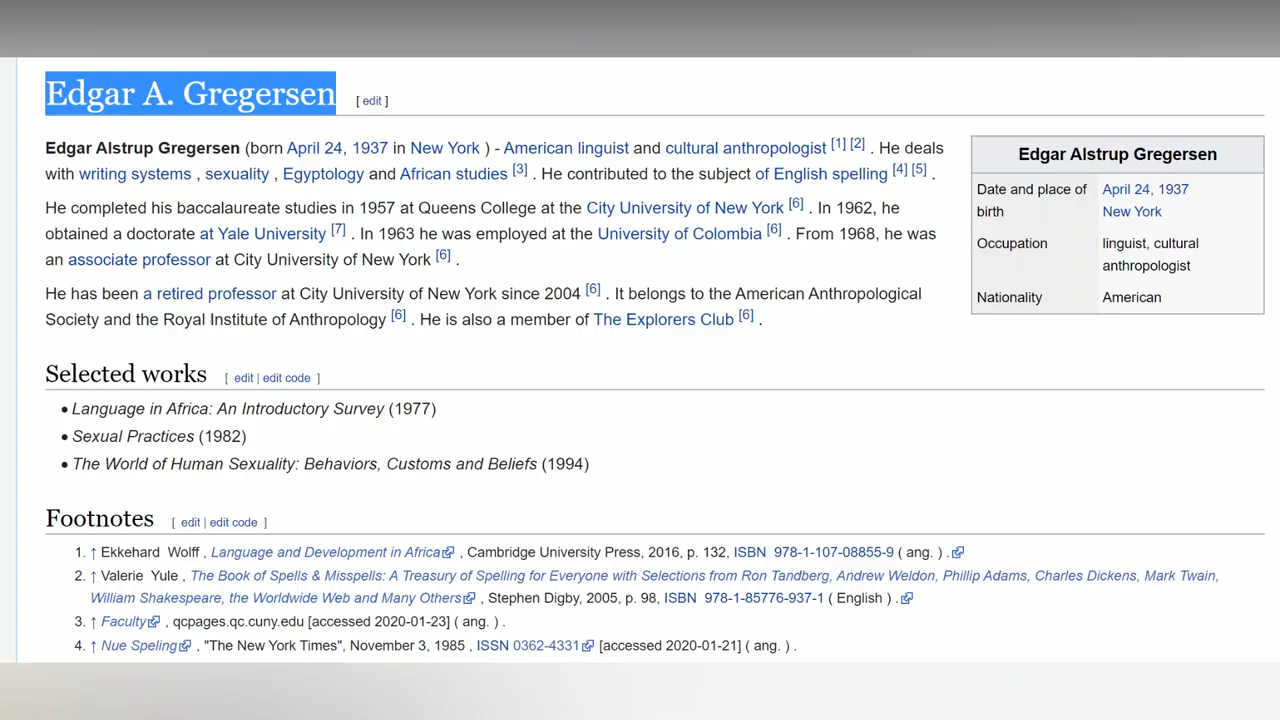 Edgar A. Gregersen [ edit ]
Edgar Alstrup Gregersen (born April 24, 1937 in New York ) - American linguist and cultural anthropologist [1] [2] . He deals
with writing systems , sexuality , Egyptology and African studies [3] . He contributed to the subject of English spelling [4] [5] .
He completed his baccalaureate studies in 1957 at Queens College at the City University of New York [6] . In 1962, he
obtained a doctorate at Yale University [7] . In 1963 he was employed at the University of Colombia [6] . From 1968, he was
an associate professor at City University of New York [6] .
He has been a retired professor at City University of New York since 2004 [6] . It belongs to the American Anthropological
Society and the Royal Institute of Anthropology [6] . He is also a member of The Explorers Club [6] .
Edgar Alstrup Gregersen
Date and place of birth April 24, 1937
New York
Occupation linguist, cultural
anthropologist
Nationality American
Selected works [ edit | edit code ]
• Language in Africa: An Introductory Survey (1977)
• Sexual Practices (1982)
• The World of Human Sexuality: Behaviors, Customs and Beliefs (1994)
Footnotes [ edit | edit code ]
1. ↑ Ekkehard Wolff , Language and Development in Africa , Cambridge University Press, 2016, p. 132, ISBN 978-1-107-08855-9 ( ang. ) .
2. ↑ Valerie Yule , The Book of Spells & Misspells: A Treasury of Spelling for Everyone with Selections from Ron Tandberg, Andrew Weldon, Phillip Adams, Charles Dickens, Mark Twain,
William Shakespeare, the Worldwide Web and Many Others , Stephen Digby, 2005, p. 98, ISBN 978-1-85776-937-1 ( English ) .
3. ↑ Faculty , qcpages.qc.cuny.edu [accessed 2020-01-23] ( ang. ) .
4. ↑ Nue Speling , "The New York Times", November 3, 1985 , ISSN 0362-4331 [accessed 2020-01-21] ( ang. ) .